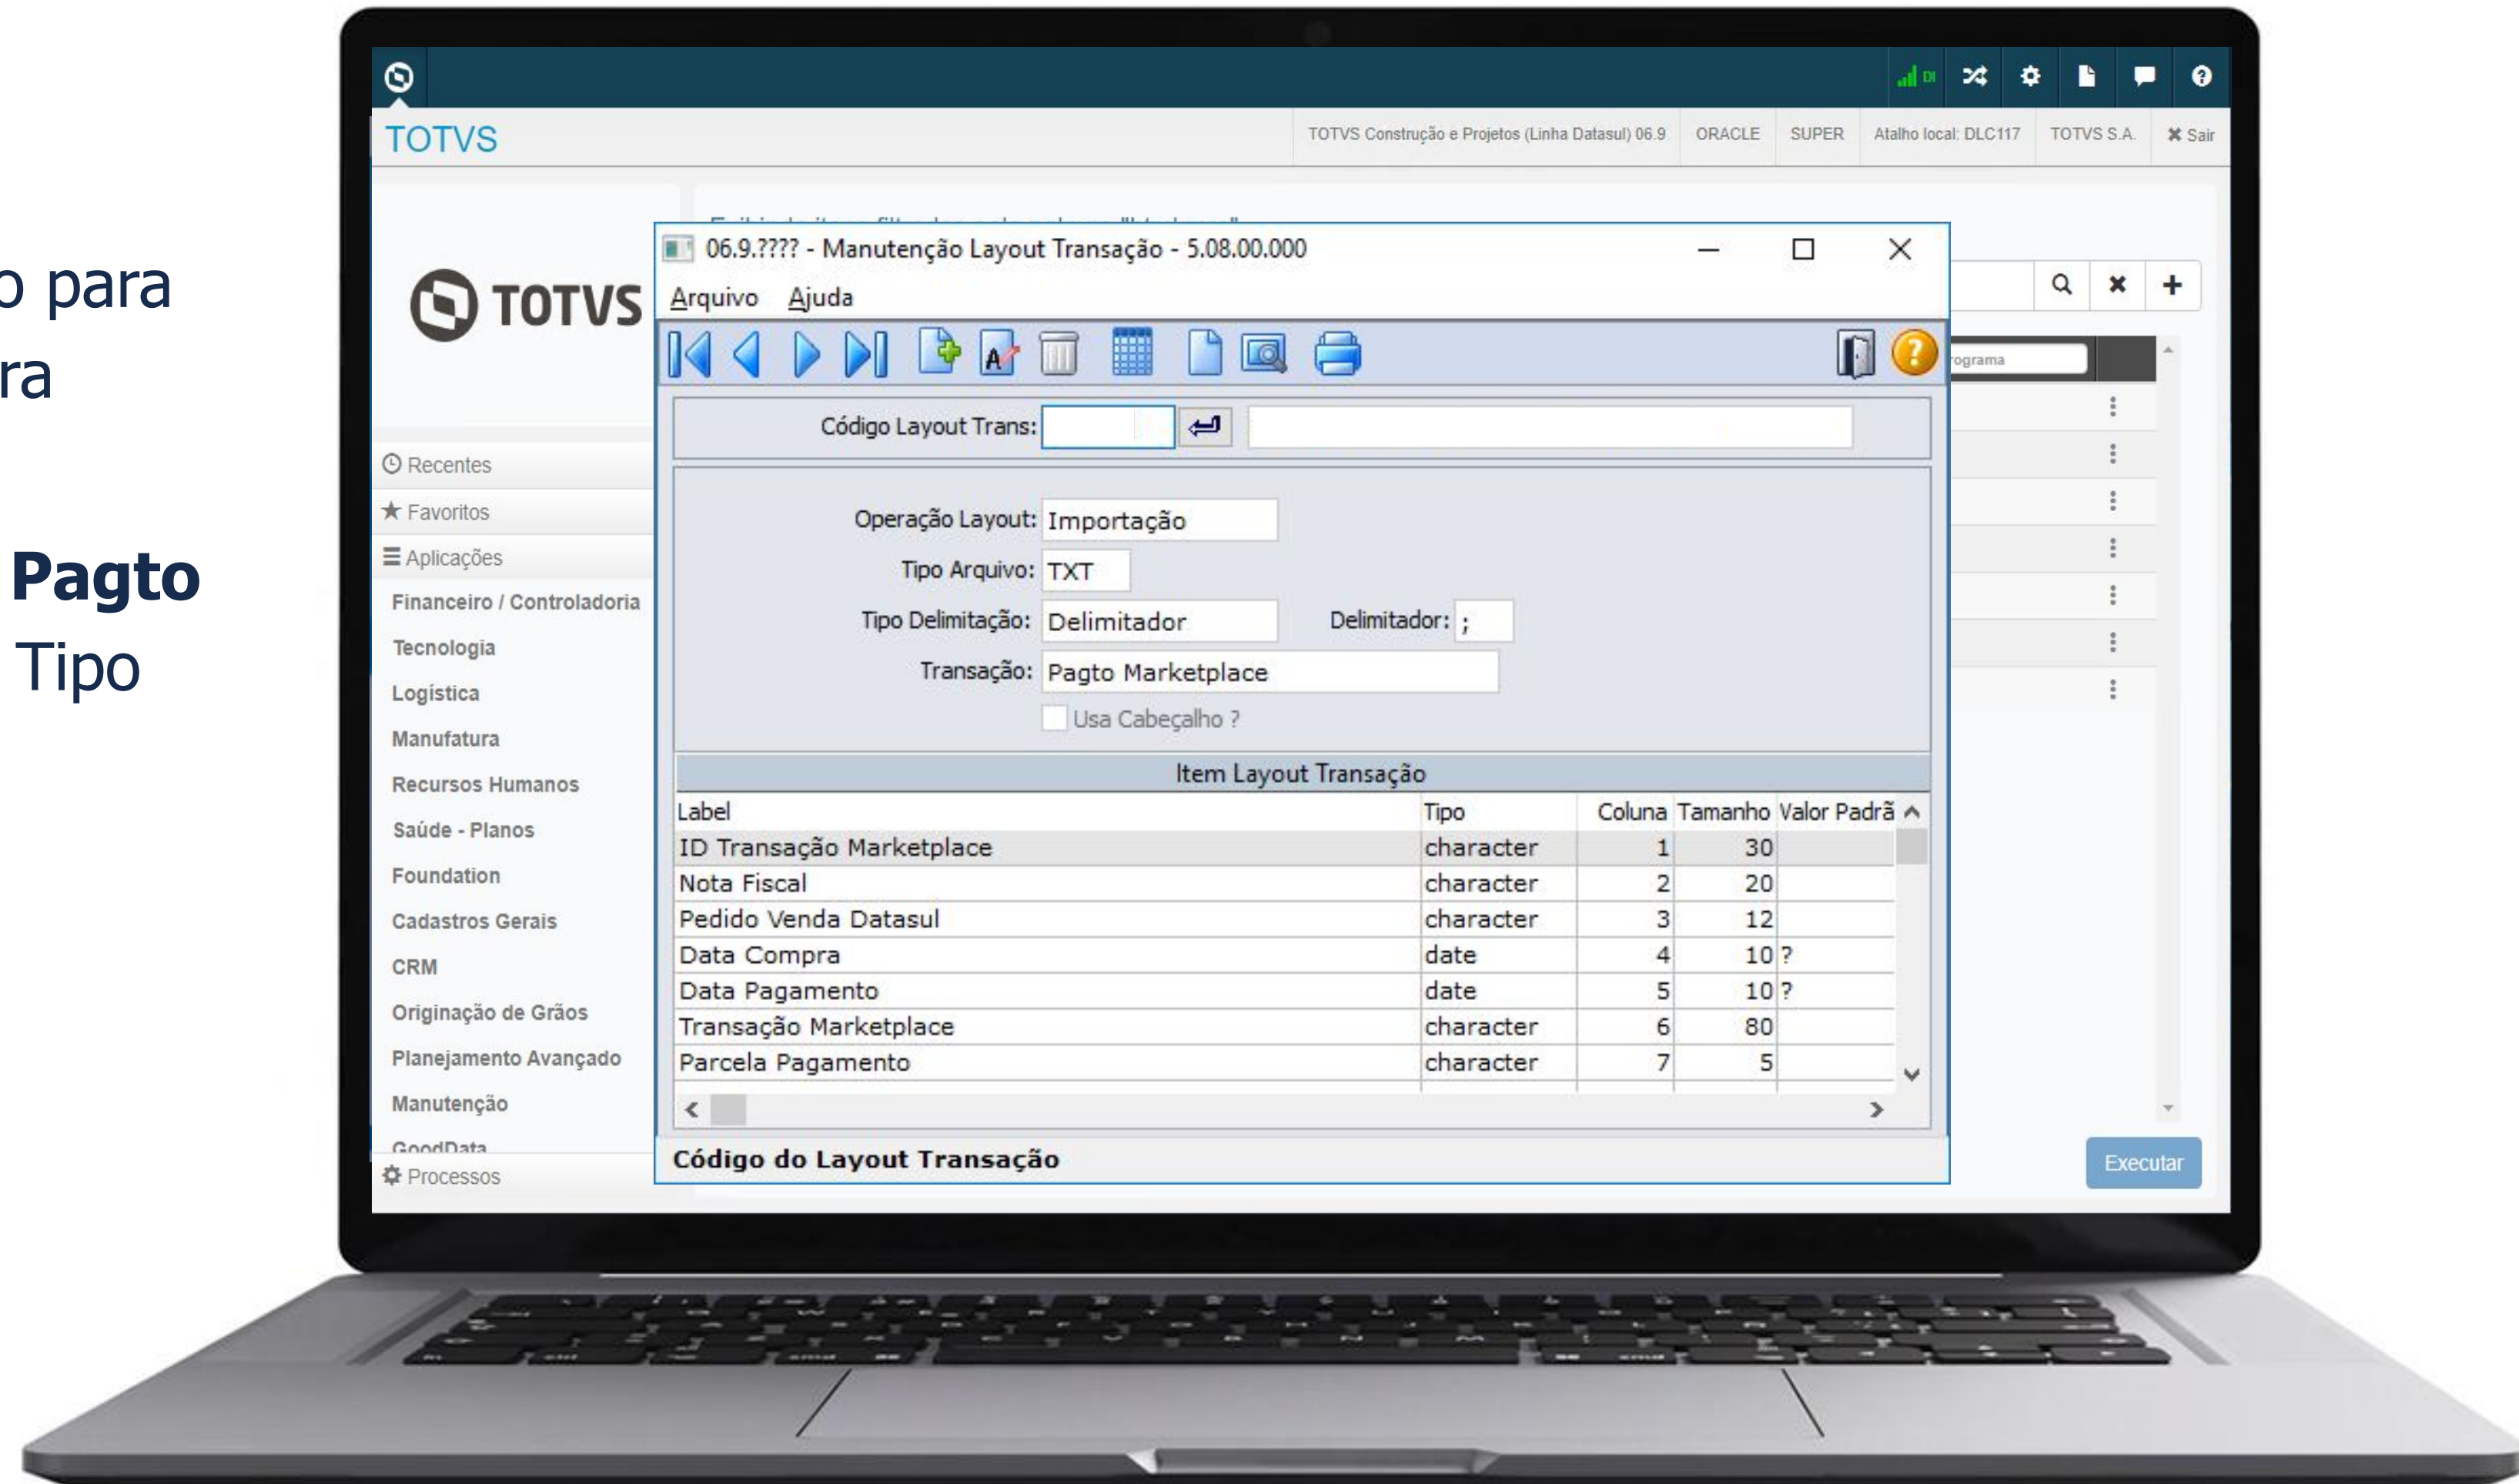 o para
ra
Pagto
Tipo
DI
TOTVS
TOTVS Construção e Projetos (Linha Datasul) 06.9
ORACLE
SUPER
Atalho local: DLC117
TOTVS S.A.
Sair
TOTVS
Recentes
Favoritos
Aplicações
Financeiro / Controladoria
Tecnologia
Logística
Manufatura
Recursos Humanos
Saúde - Planos
Foundation
Cadastros Gerais
CRM
Originação de Grãos
Planejamento Avançado
Manutenção
GoodData
Processos
06.9.???? - Manutenção Layout Transação - 5.08.00.000
Arquivo Ajuda
Código Layout Trans:
Operação Layout: Importação
Tipo Arquivo: TXT
Tipo Delimitação: Delimitador Delimitador: ;
Transação: Pagto Marketplace
Usa Cabeçalho ?
Item Layout Transação
Label Tipo Coluna Tamanho Valor Padrã
ID Transação Marketplace character 1 30
Nota Fiscal character 2 20
Pedido Venda Datasul character 3 12
Data Compra date 4 10 ?
Data Pagamento date 5 10 ?
Transação Marketplace character 6 80
Parcela Pagamento character 7 5
Código do Layout Transação
rograma
Executar